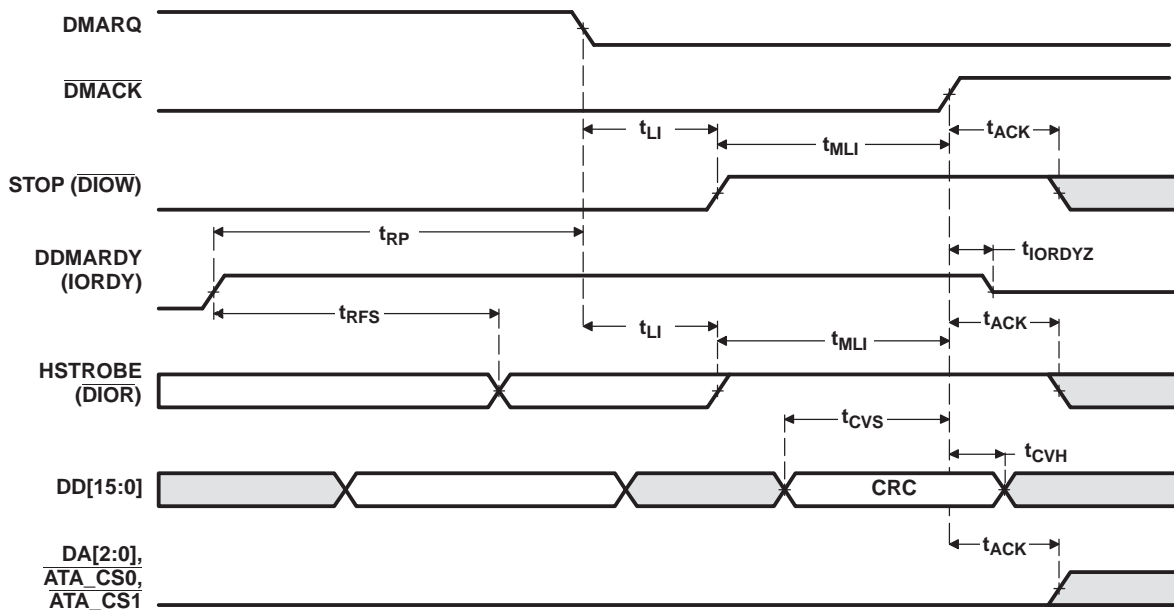 DMARQ
DMACK
tLI
tMLI
tACK
STOP (DIOW)
tRP
DDMARDY
(IORDY)
tIORDYZ
tRFS
tLI
tMLI
tACK
HSTROBE
(DIOR)
tCVS
tCVH
DD[15:0]
CRC
tACK
DA[2:0],
ATA_CS0,
ATA_CS1